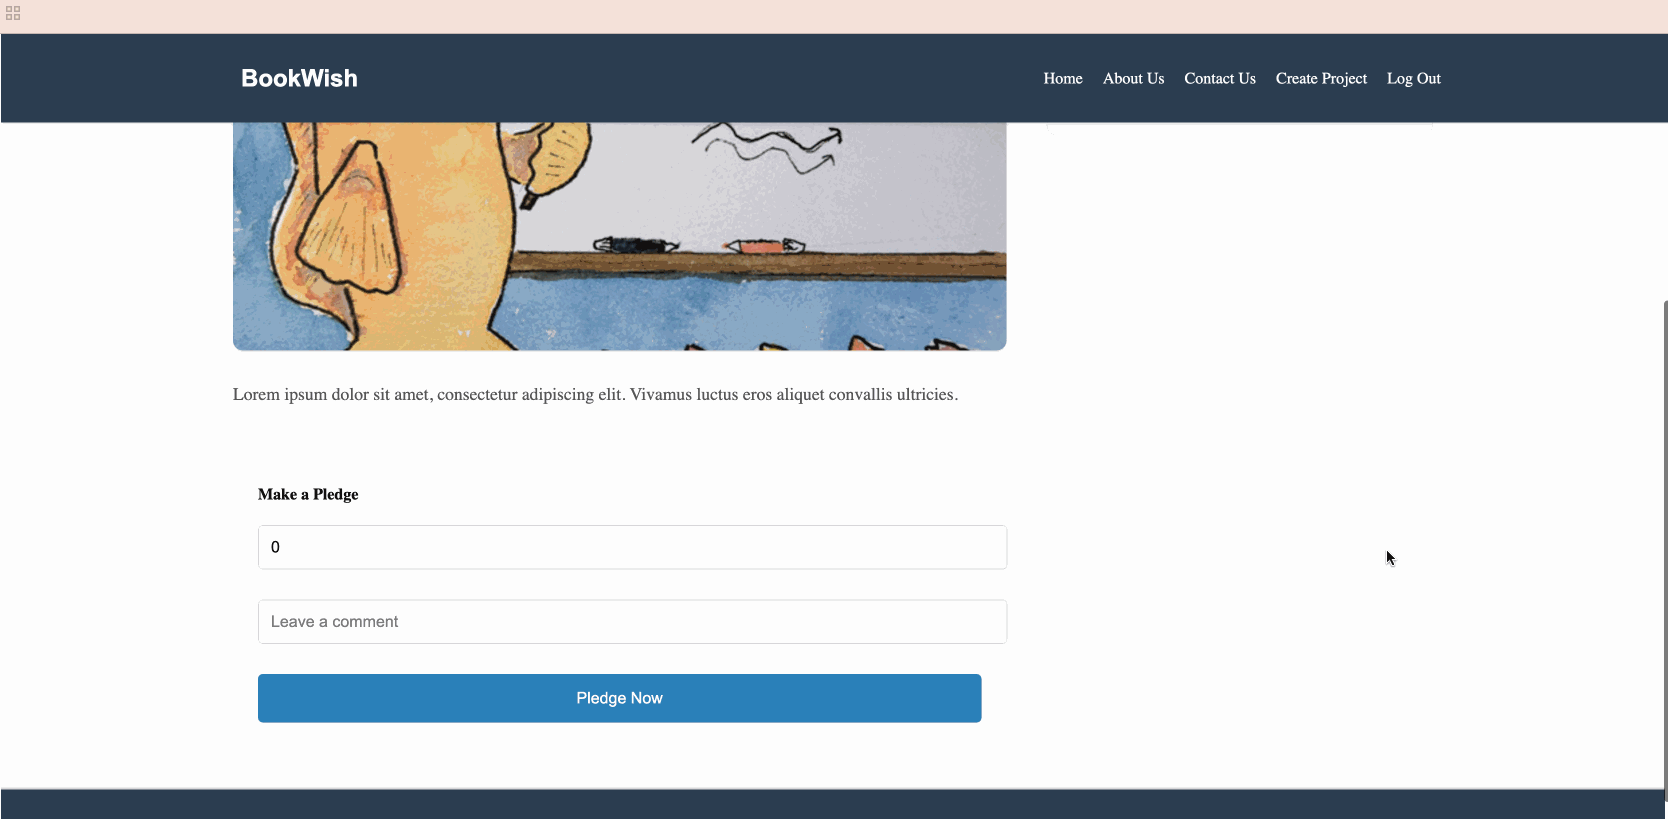 BookWish
Home About Us Contact Us Create Project Log Out
Lorem ipsum dolor sit amet, consectetur adipiscing elit. Vivamus luctus eros aliquet convallis ultricies.
Make a Pledge
0
Leave a comment
Pledge Now